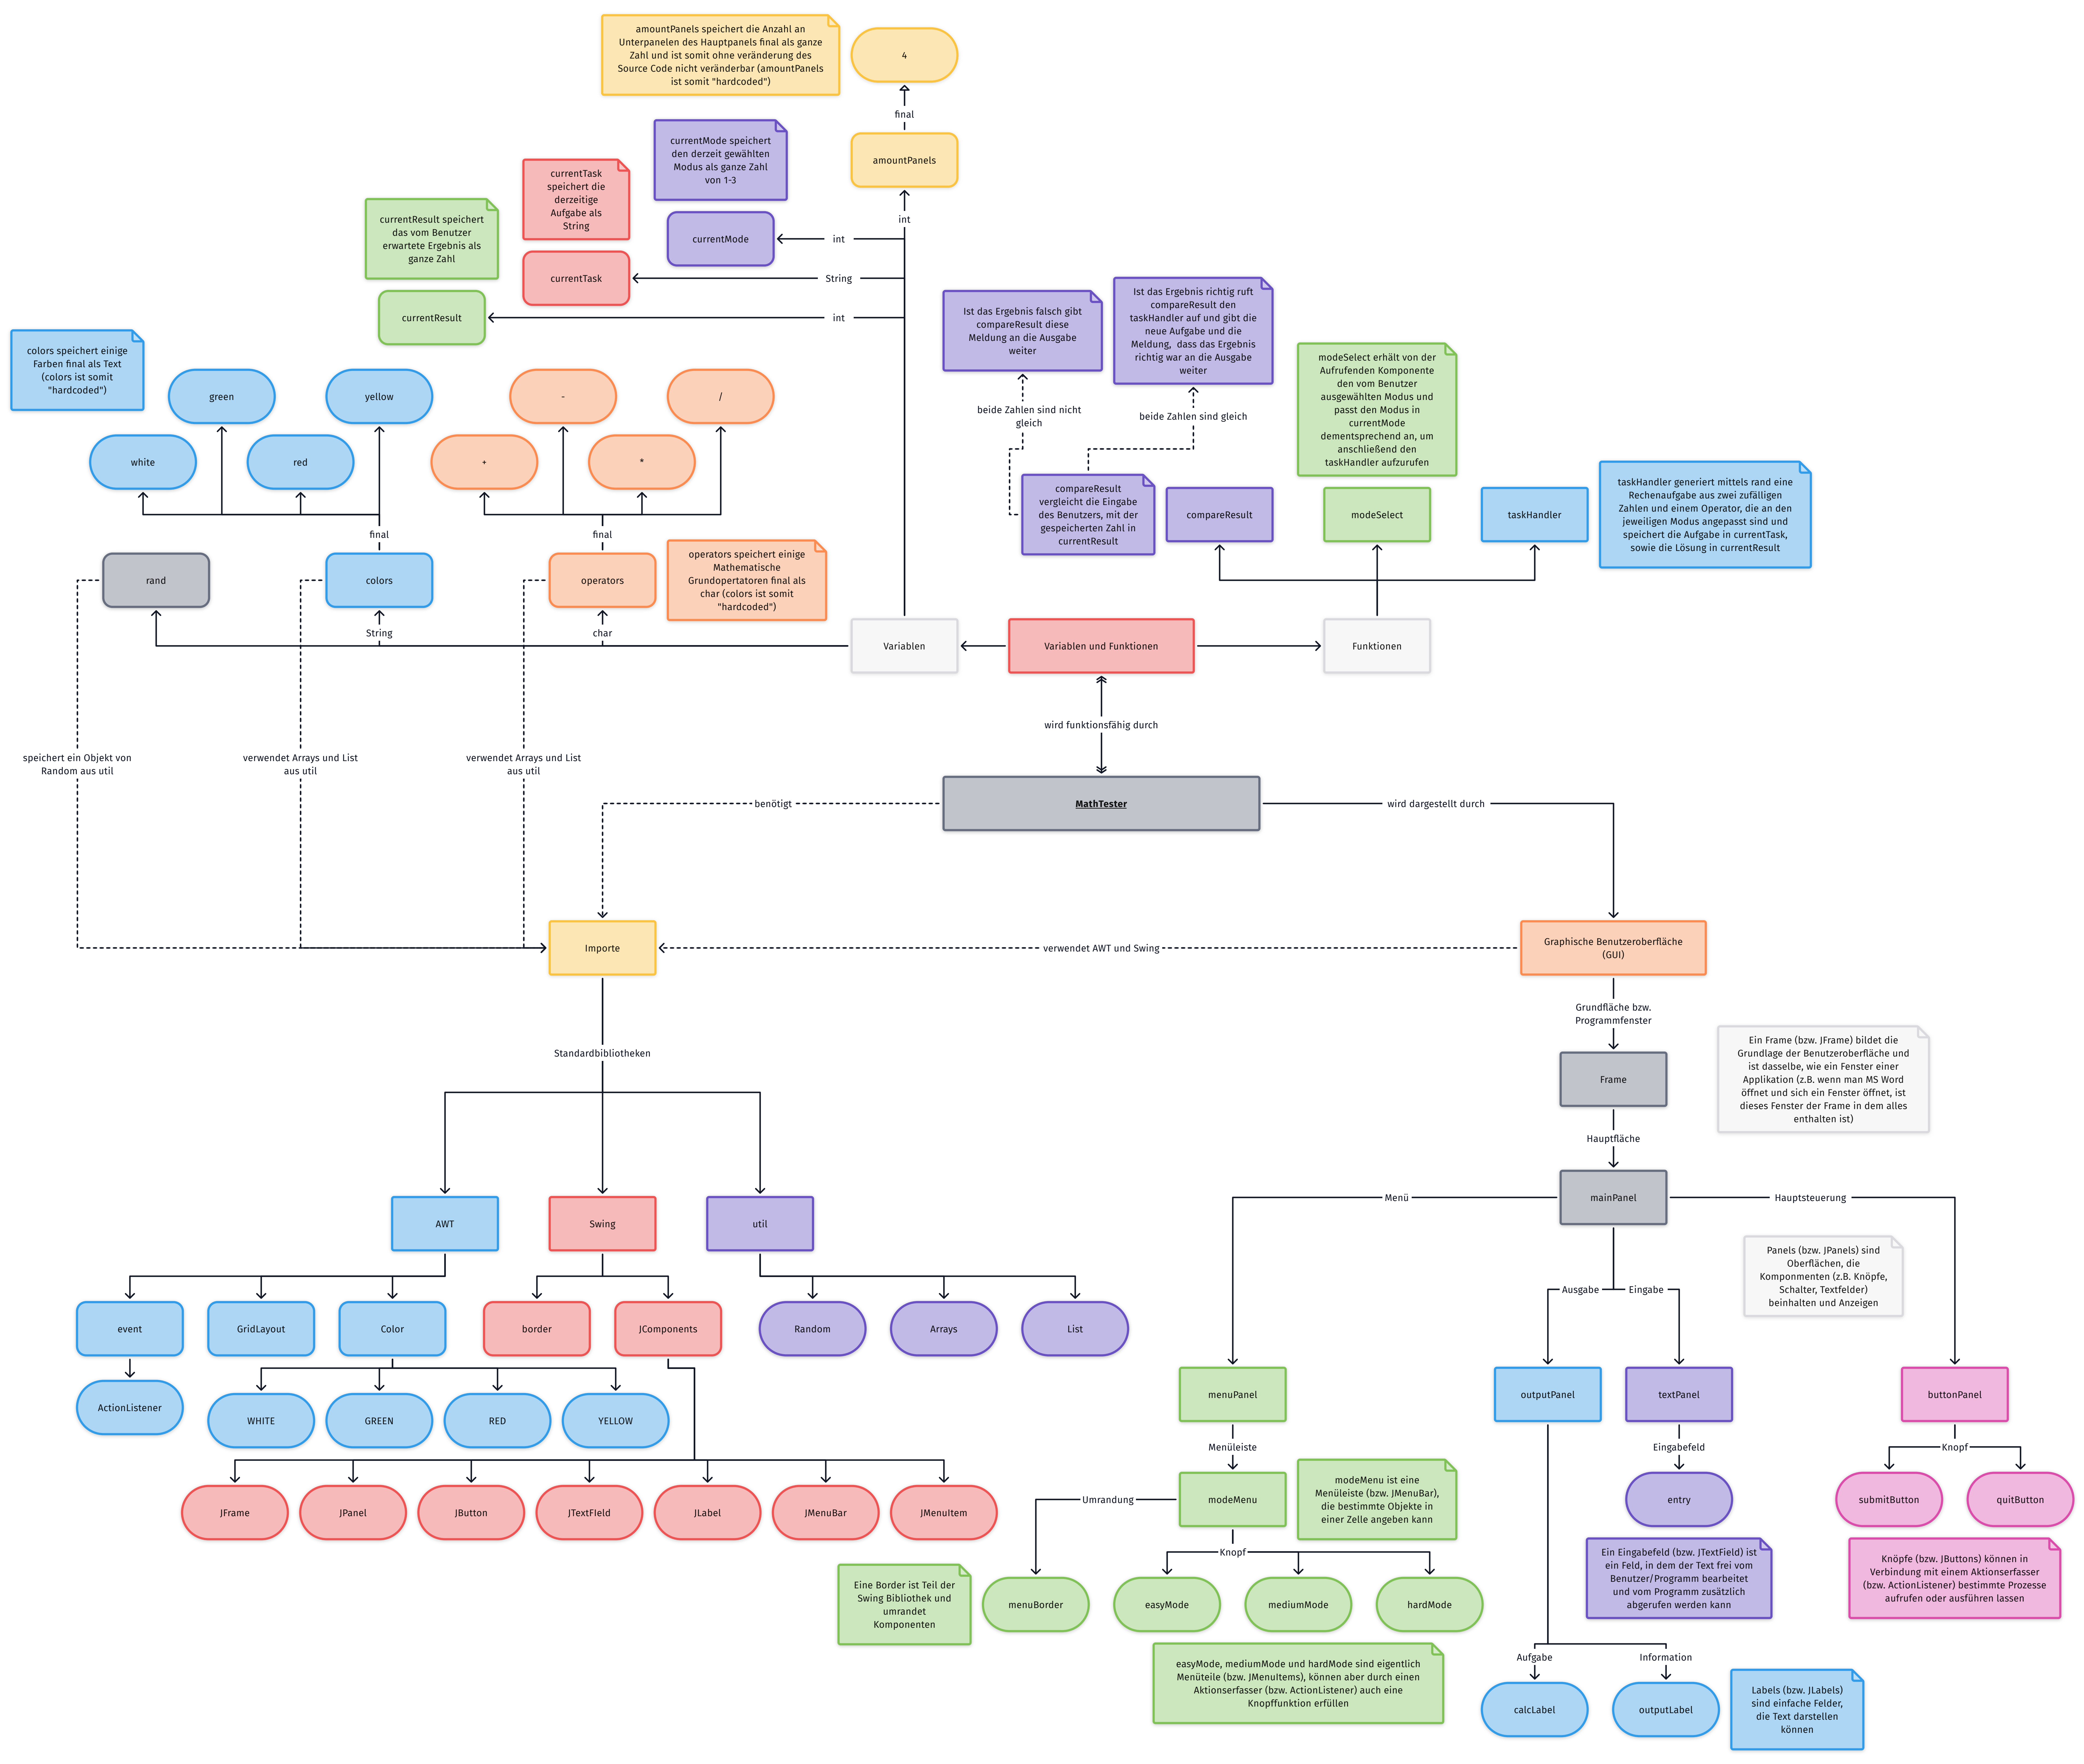 amountPanels speichert die Anzahl an
Unterpanelen des Hauptpanels final als ganze
Zahl und ist somit ohne veränderung des
Source Code nicht veränderbar (amountPanels
ist somit "hardcoded")
4
final
currentMode speichert
den derzeit gewählten
Modus als ganze Zahl
von 1-3
amountPanels
currentTask
speichert die
derzeitige
Aufgabe als
String
currentResult speichert
das vom Benutzer
erwartete Ergebnis als
ganze Zahl
int
currentMode
int
currentTask
String
currentResult
int
Ist das Ergebnis falsch gibt
compareResult diese
Meldung an die Ausgabe
weiter
Ist das Ergebnis richtig ruft
compareResult den
taskHandler auf und gibt die
neue Aufgabe und die
Meldung, dass das Ergebnis
richtig war an die Ausgabe
weiter
colors speichert einige
Farben final als Text
(colors ist somit
"hardcoded")
modeSelect erhält von der
Aufrufenden Komponente
den vom Benutzer
ausgewählten Modus und
passt den Modus in
currentMode
dementsprechend an, um
anschließend den
taskHandler aufzurufen
green
yellow
-
/
beide Zahlen sind nicht
gleich
beide Zahlen sind gleich
white
red
+
*
compareResult
vergleicht die Eingabe
des Benutzers, mit der
gespeicherten Zahl in
currentResult
compareResult
modeSelect
taskHandler
taskHandler generiert mittels rand eine
Rechenaufgabe aus zwei zufälligen
Zahlen und einem Operator, die an den
jeweiligen Modus angepasst sind und
speichert die Aufgabe in currentTask,
sowie die Lösung in currentResult
final
final
rand
colors
operators
operators speichert einige
Mathematische
Grundopertatoren final als
char (colors ist somit
"hardcoded")
String
char
Variablen
Variablen und Funktionen
Funktionen
wird funktionsfähig durch
speichert ein Objekt von
Random aus util
verwendet Arrays und List
aus util
verwendet Arrays und List
aus util
benötigt
MathTester
wird dargestellt durch
Importe
verwendet AWT und Swing
Graphische Benutzeroberfläche
(GUI)
Grundfläche bzw.
Programmfenster
Standardbibliotheken
Frame
Ein Frame (bzw. JFrame) bildet die
Grundlage der Benutzeroberfläche und
ist dasselbe, wie ein Fenster einer
Applikation (z.B. wenn man MS Word
öffnet und sich ein Fenster öffnet, ist
dieses Fenster der Frame in dem alles
enthalten ist)
Hauptfläche
AWT
Swing
util
Menü
mainPanel
Hauptsteuerung
Panels (bzw. JPanels) sind
Oberflächen, die
Komponmenten (z.B. Knöpfe,
Schalter, Textfelder)
beinhalten und Anzeigen
Ausgabe
Eingabe
event
GridLayout
Color
border
JComponents
Random
Arrays
List
ActionListener
WHITE
GREEN
RED
YELLOW
menuPanel
outputPanel
textPanel
buttonPanel
Menüleiste
Eingabefeld
Knopf
JFrame
JPanel
JButton
JTextFIeld
JLabel
JMenuBar
JMenuItem
Umrandung
modeMenu
modeMenu ist eine
Menüleiste (bzw. JMenuBar),
die bestimmte Objekte in
einer Zelle angeben kann
entry
submitButton
quitButton
Knopf
Eine Border ist Teil der
Swing Bibliothek und
umrandet
Komponenten
menuBorder
easyMode
mediumMode
hardMode
Ein Eingabefeld (bzw. JTextField) ist
ein Feld, in dem der Text frei vom
Benutzer/Programm bearbeitet
und vom Programm zusätzlich
abgerufen werden kann
Knöpfe (bzw. JButtons) können in
Verbindung mit einem Aktionserfasser
(bzw. ActionListener) bestimmte Prozesse
aufrufen oder ausführen lassen
easyMode, mediumMode und hardMode sind eigentlich
Menüteile (bzw. JMenuItems), können aber durch einen
Aktionserfasser (bzw. ActionListener) auch eine
Knopffunktion erfüllen
Aufgabe
Information
calcLabel
outputLabel
Labels (bzw. JLabels)
sind einfache Felder,
die Text darstellen
können